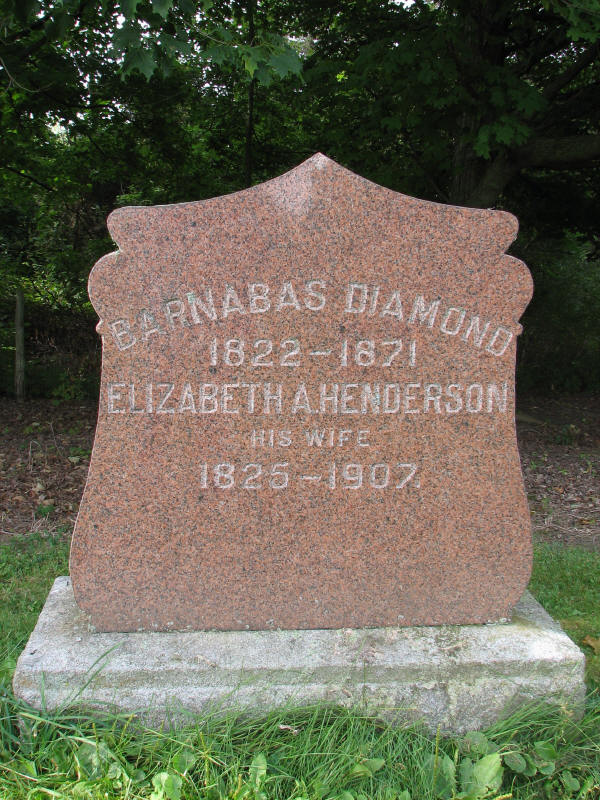 BARNABAS DIAMOND
1822-1871
ELIZABETH A. HENDERSON
HIS WIFE
1825-1907.